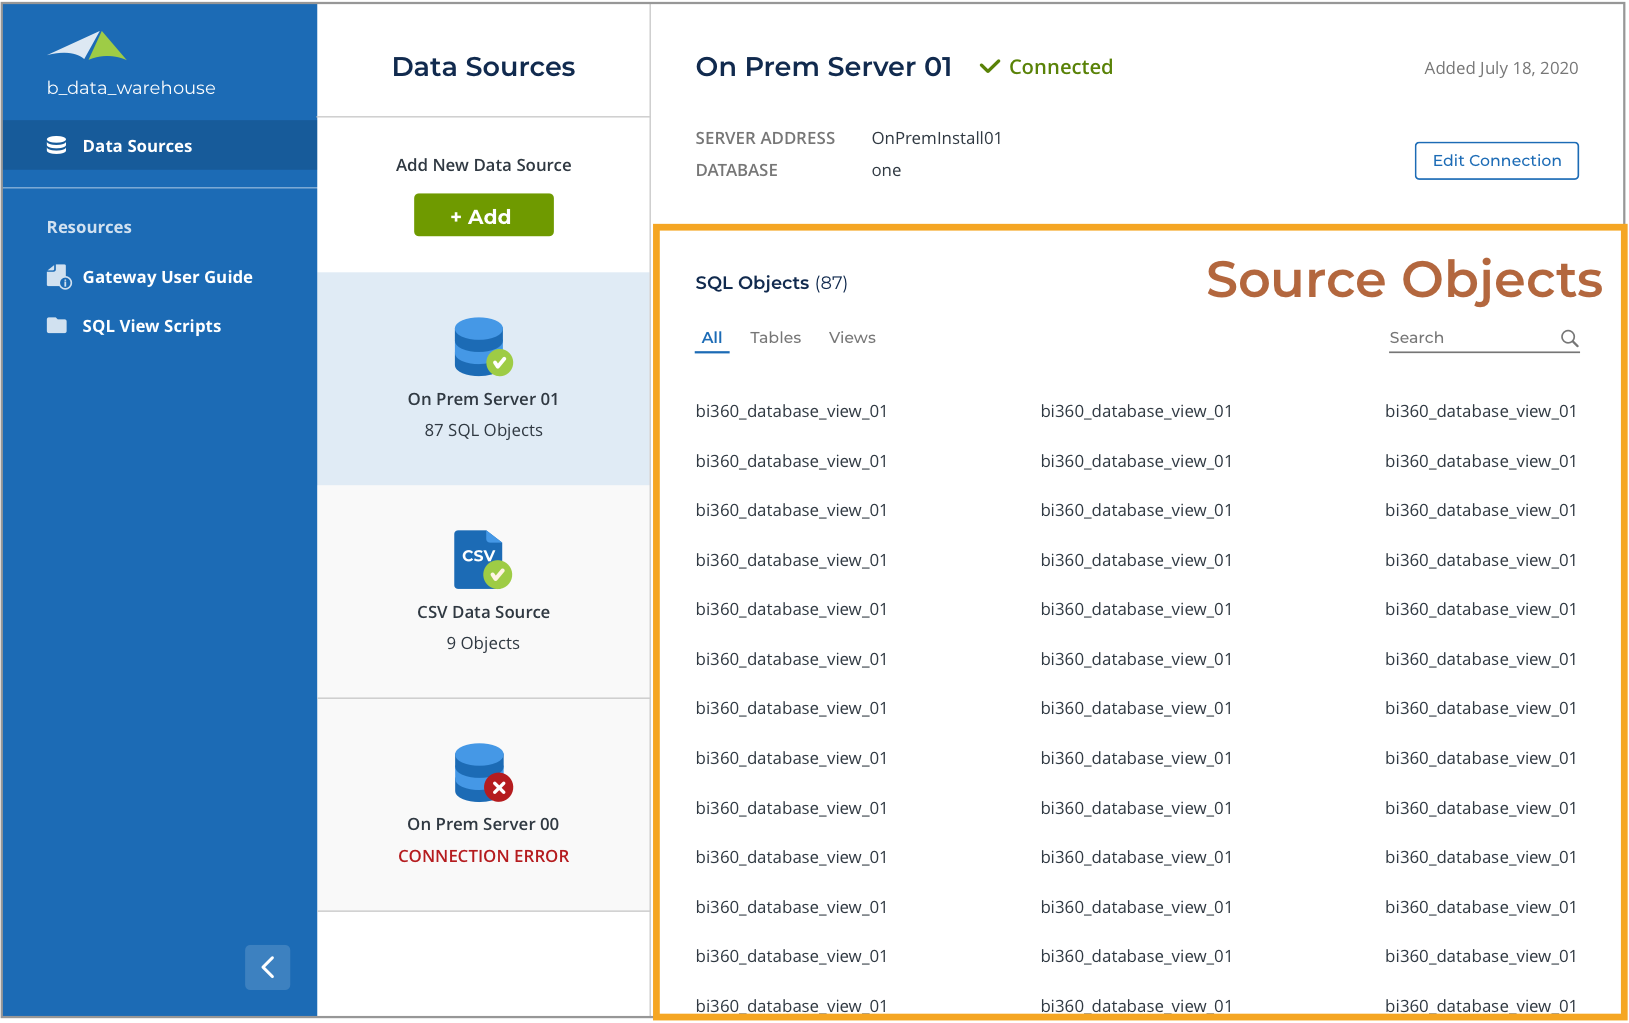 b_data_warehouse
Data Sources
Resources
Gateway User Guide
SQL View Scripts
Data Sources
Add New Data Source
+ Add
On Prem Server 01
87 SQL Objects
CSV
CSV Data Source
9 Objects
On Prem Server 00
CONNECTION ERROR
On Prem Server 01 Connected Added July 18, 2020
SERVER ADDRESS OnPremInstall01
DATABASE one
Edit Connection
Source Objects
SQL Objects (87)
All Tables Views Search
bi360_database_view_01 bi360_database_view_01 bi360_database_view_01
bi360_database_view_01 bi360_database_view_01 bi360_database_view_01
bi360_database_view_01 bi360_database_view_01 bi360_database_view_01
bi360_database_view_01 bi360_database_view_01 bi360_database_view_01
bi360_database_view_01 bi360_database_view_01 bi360_database_view_01
bi360_database_view_01 bi360_database_view_01 bi360_database_view_01
bi360_database_view_01 bi360_database_view_01 bi360_database_view_01
bi360_database_view_01 bi360_database_view_01 bi360_database_view_01
bi360_database_view_01 bi360_database_view_01 bi360_database_view_01
bi360_database_view_01 bi360_database_view_01 bi360_database_view_01
bi360_database_view_01 bi360_database_view_01 bi360_database_view_01
bi360_database_view_01 bi360_database_view_01 bi360_database_view_01
bi360_database_view_01 bi360_database_view_01 bi360_database_view_01